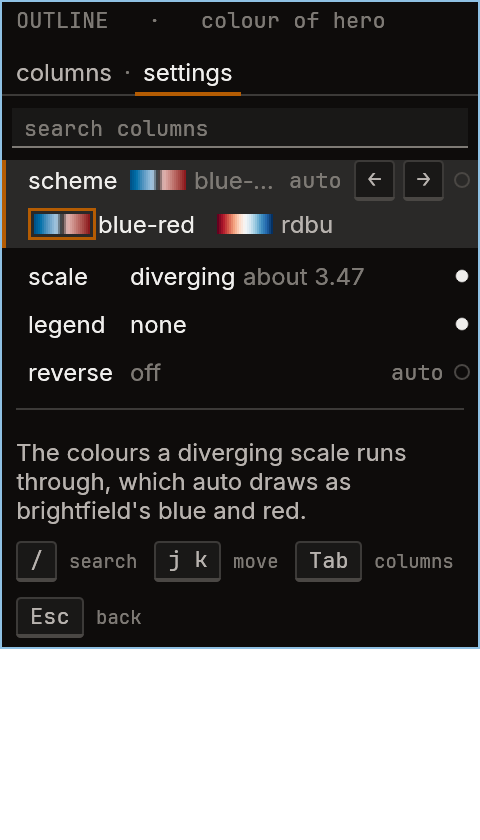 OUTLINE · colour of hero
columns · settings
search columns
scheme blue-... auto ← →
blue-red rdbu
scale diverging about 3.47
legend none
reverse off auto
The colours a diverging scale runs
through, which auto draws as
brightfield's blue and red.
/ search j k move Tab columns
Esc back